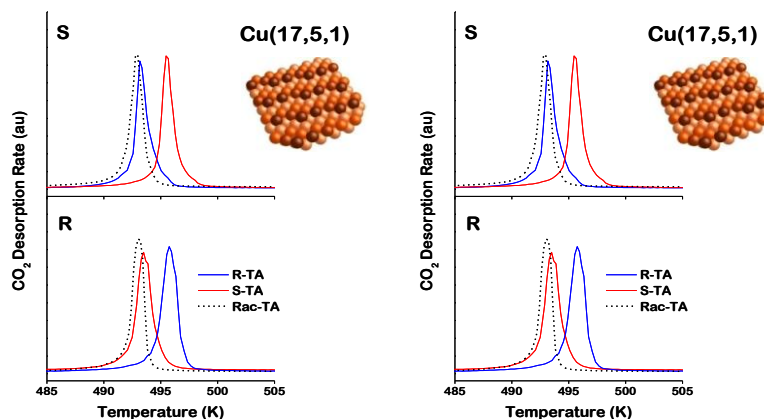 S
Cu(17,5,1)
CO2 Desorption Rate (au)
R
R-TA
S-TA
Rac-TA
485 490 495 500 505
Temperature (K)
S
Cu(17,5,1)
CO2 Desorption Rate (au)
R
R-TA
S-TA
Rac-TA
485 490 495 500 505
Temperature (K)